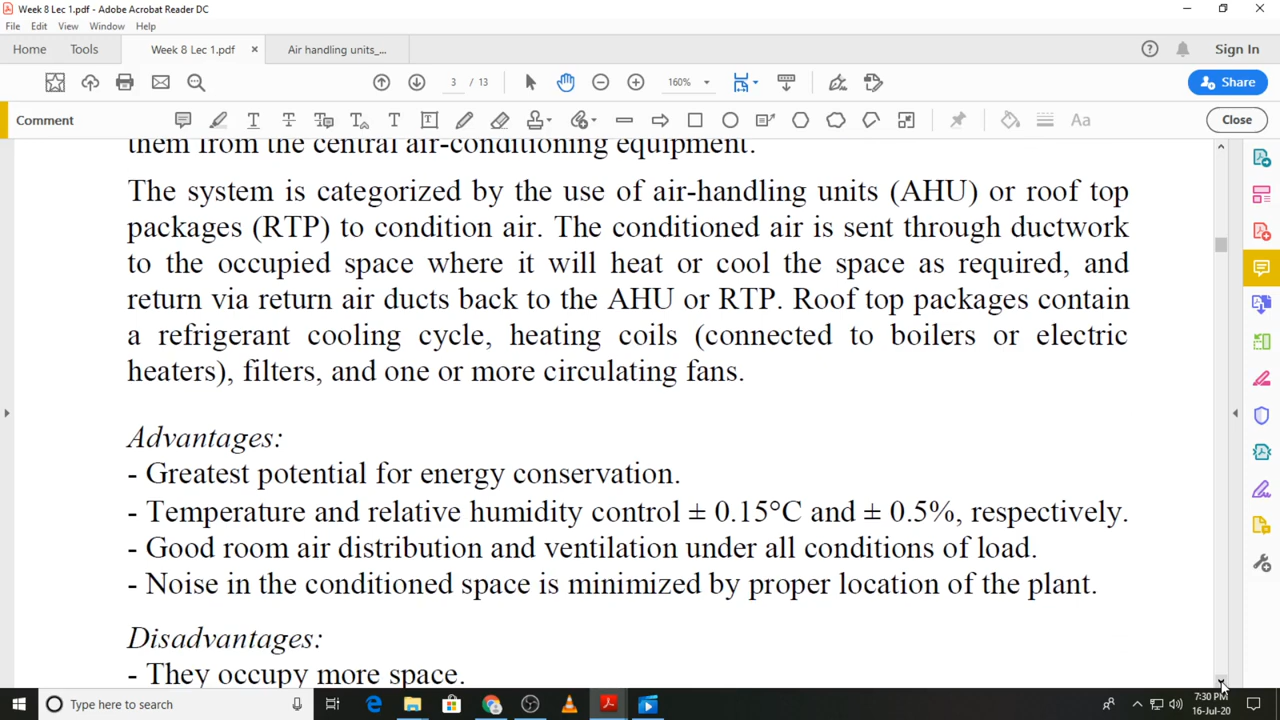 Week 8 Lec 1.pdf - Adobe Acrobat Reader DC
File Edit View Window Help
Home Tools Week 8 Lec 1.pdf × Air handling units_... Sign In
3 / 13 160% Share
Comment Aa Close
them from the central air-conditioning equipment.
The system is categorized by the use of air-handling units (AHU) or roof top
packages (RTP) to condition air. The conditioned air is sent through ductwork
to the occupied space where it will heat or cool the space as required, and
return via return air ducts back to the AHU or RTP. Roof top packages contain
a refrigerant cooling cycle, heating coils (connected to boilers or electric
heaters), filters, and one or more circulating fans.
Advantages:
- Greatest potential for energy conservation.
- Temperature and relative humidity control ± 0.15°C and ± 0.5%, respectively.
- Good room air distribution and ventilation under all conditions of load.
- Noise in the conditioned space is minimized by proper location of the plant.
Disadvantages:
- They occupy more space.
Type here to search
7:30 PM
16-Jul-20